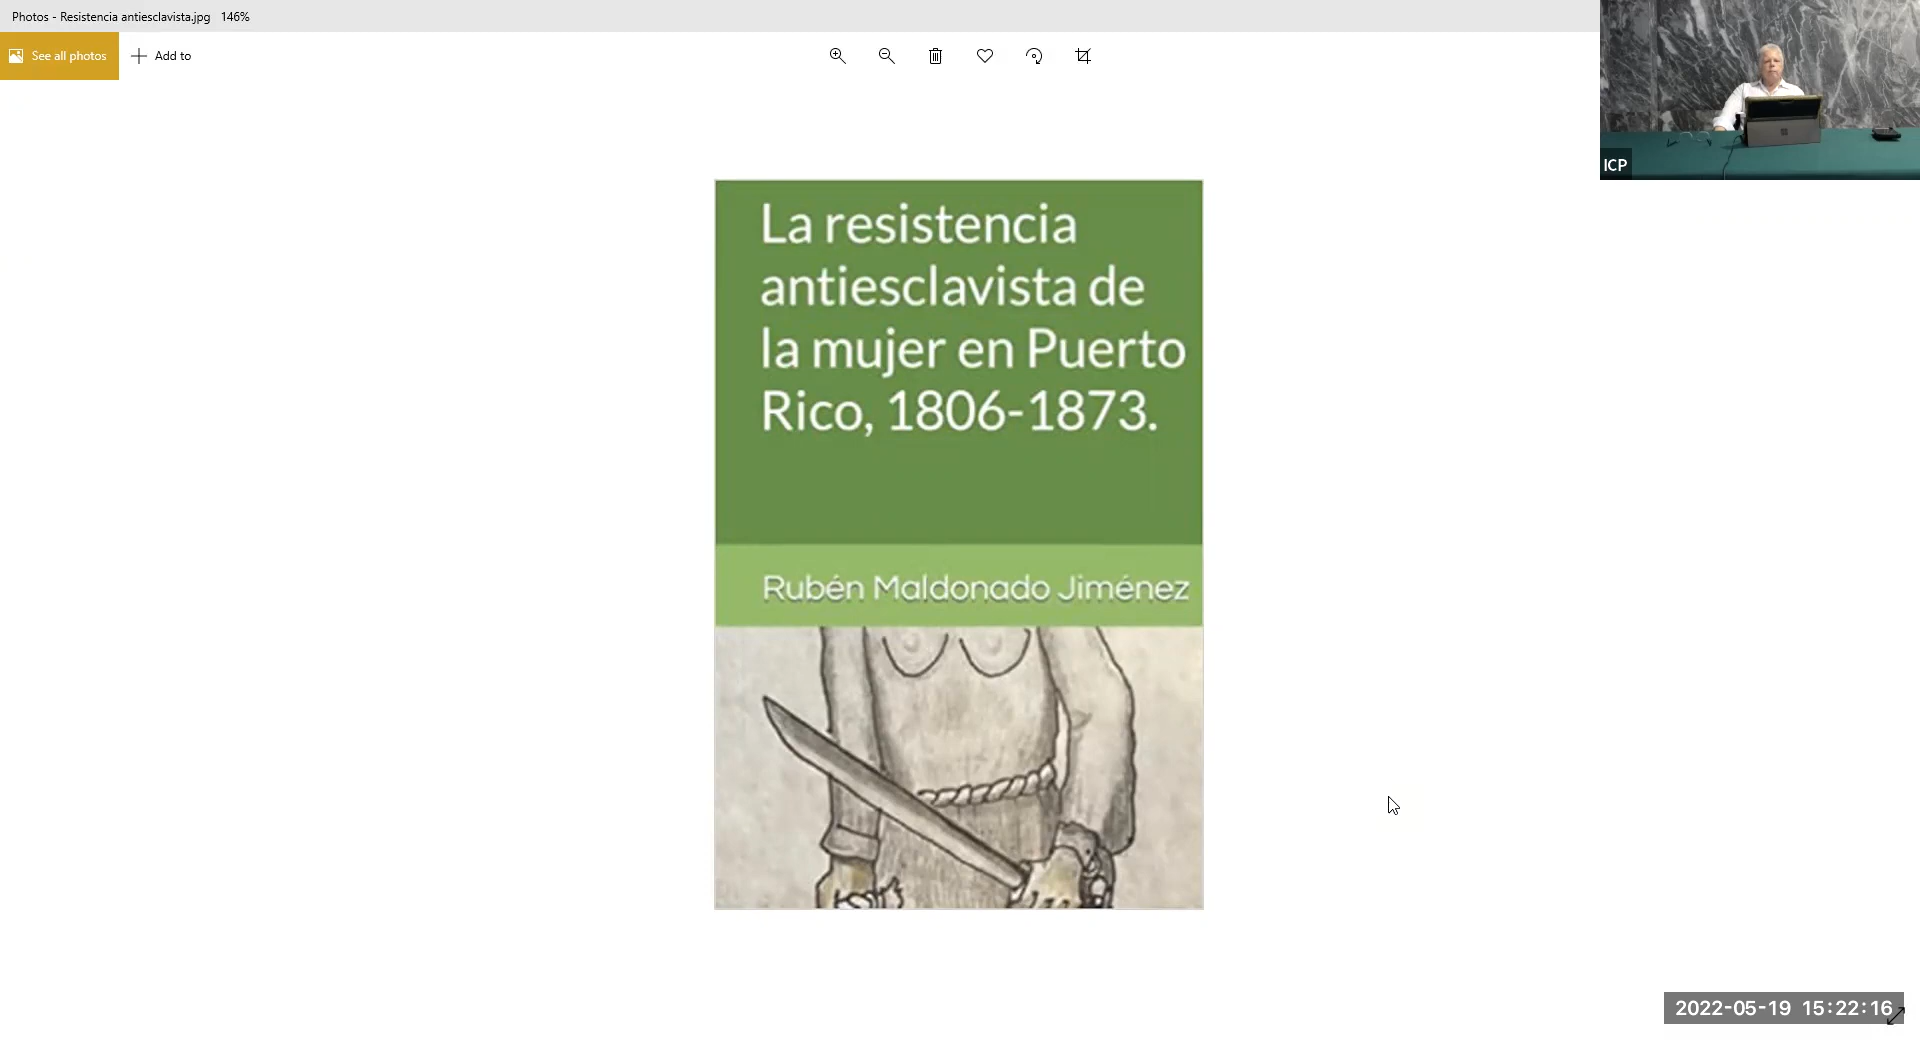 Photos - Resistencia antiesclavista.jpg 146%
See all photos
Add to
ICP
La resistencia
antiesclavista de
la mujer en Puerto
Rico, 1806-1873.
Rubén Maldonado Jiménez
2022-05-19 15:22:16